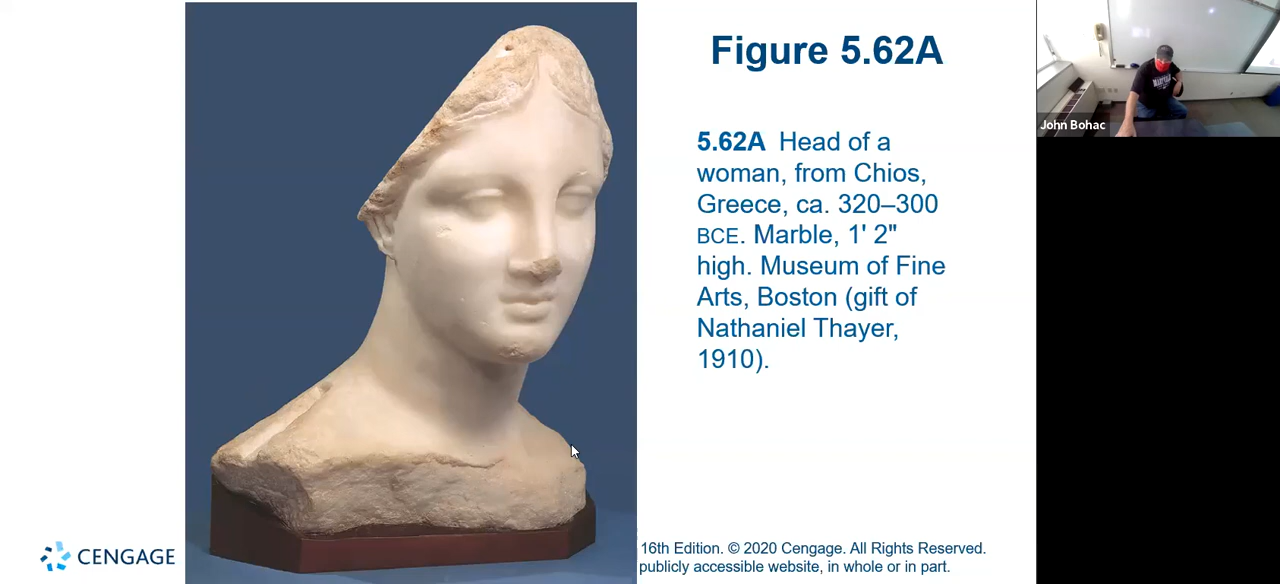 Figure 5.62A
5.62A Head of a
woman, from Chios,
Greece, ca. 320–300
BCE. Marble, 1' 2"
high. Museum of Fine
Arts, Boston (gift of
Nathaniel Thayer,
1910).
CENGAGE
16th Edition. © 2020 Cengage. All Rights Reserved.
publicly accessible website, in whole or in part.
John Bohac